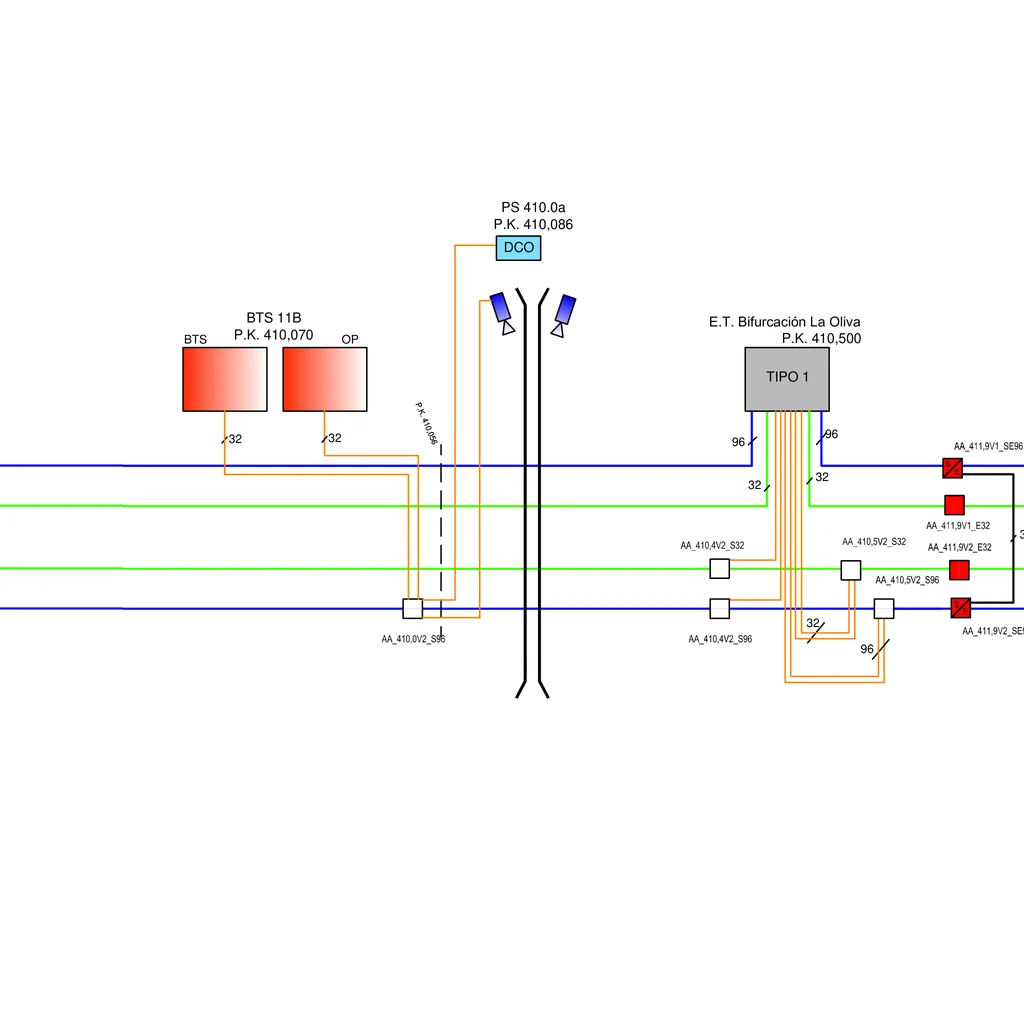 PS 410.0a
P.K. 410,086
DCO
BTS 11B
P.K. 410,070
BTS
OP
E.T. Bifurcación La Oliva
P.K. 410,500
TIPO 1
P.K. 410,056
32
32
96
96
32
32
AA_411,9V1_SE96
S/E
AA_411,9V1_E32
AA_410,4V2_S32
AA_410,5V2_S32
AA_411,9V2_E32
AA_410,5V2_S96
S/E
AA_410,0V2_S96
AA_410,4V2_S96
32
96